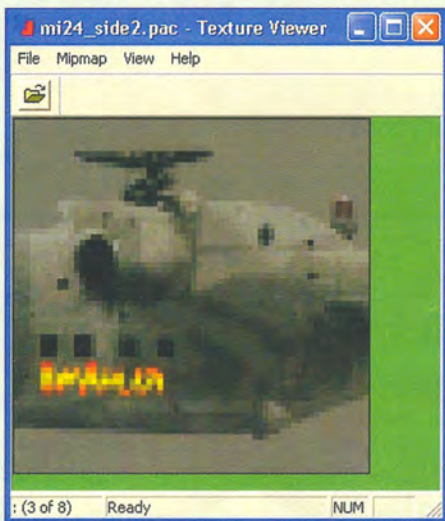 mi24_side2.pac - Texture Viewer
File Mipmap View Help
: (3 of 8) Ready NUM